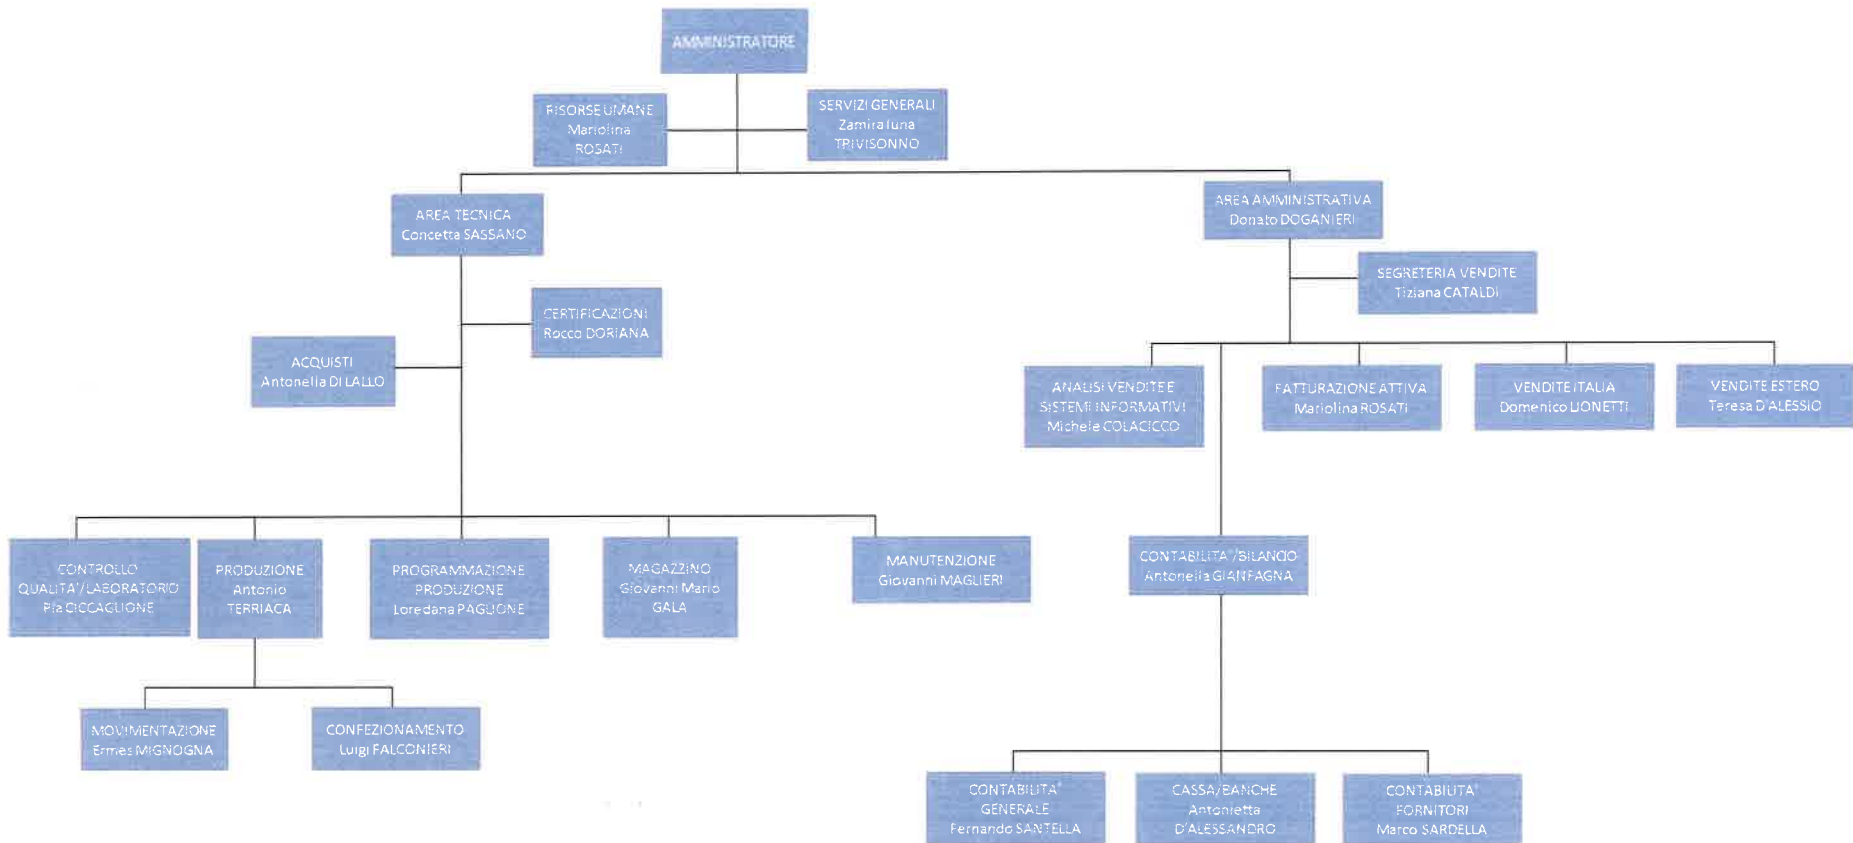 AMMINISTRATORE
RISORSE UMANE
Mariolina
ROSATI
SERVIZI GENERALI
Zamira Iuna
TRIVISONNO
AREA TECNICA
Concetta SASSANO
AREA AMMINISTRATIVA
Donato DOGANIERI
SEGRETERIA VENDITE
Tiziana CATALDI
CERTIFICAZIONI
Rocco DORIANA
ACQUISTI
Antonella DI LALLO
ANALISI VENDITE E
SISTEMI INFORMATIVI
Michele COLACICCO
FATTURAZIONE ATTIVA
Mariolina ROSATI
VENDITE ITALIA
Domenico LIONETTI
VENDITE ESTERO
Teresa D'ALESSIO
CONTROLLO
QUALITA'/LABORATORIO
Pia CICCAGLIONE
PRODUZIONE
Antonio
TERRIACA
PROGRAMMAZIONE
PRODUZIONE
Loredana PAGLIONE
MAGAZZINO
Giovanni Mario
GALA
MANUTENZIONE
Giovanni MAGLIERI
CONTABILITA'/BILANCIO
Antonella GIANFAGNA
MOVIMENTAZIONE
Ermes MIGNOGNA
CONFEZIONAMENTO
Luigi FALCONIERI
CONTABILITA'
GENERALE
Fernando SANTELLA
CASSA/BANCHE
Antonietta
D'ALESSANDRO
CONTABILITA'
FORNITORI
Marco SARDELLA